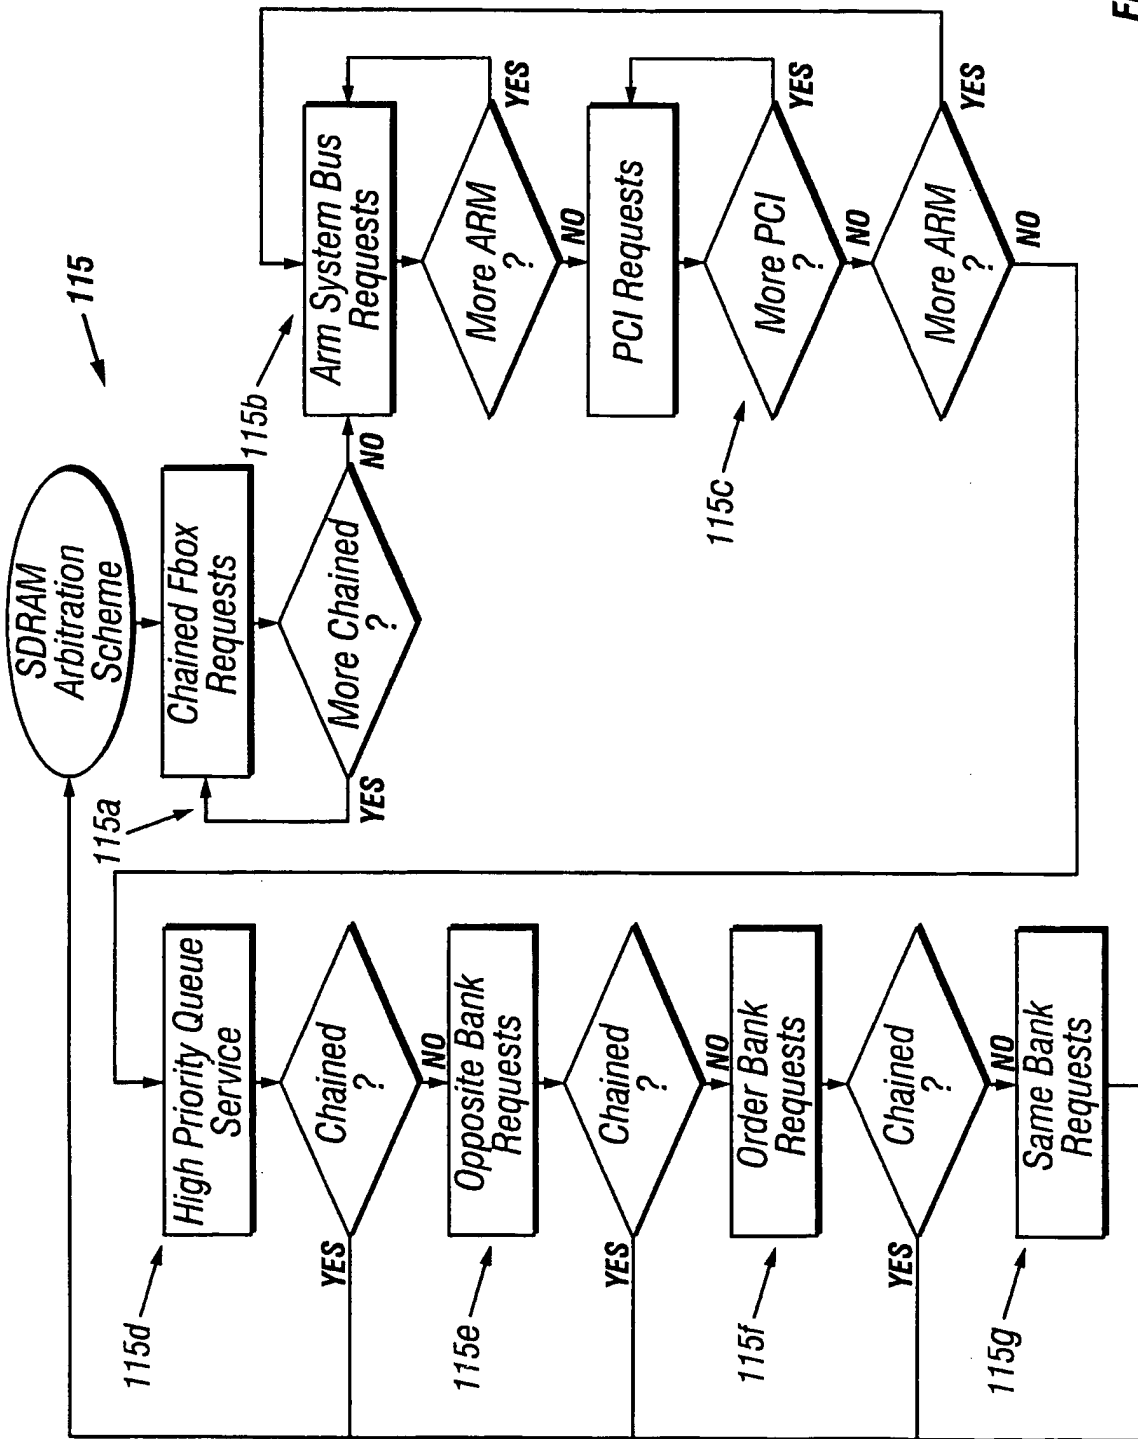 SDRAM
Arbitration
Scheme
115
115a
Chained Fbox
Requests
More Chained
?
YES
NO
115b
Arm System Bus
Requests
More ARM
?
YES
NO
PCI Requests
115c
More PCI
?
YES
NO
More ARM
?
YES
NO
115d
High Priority Queue
Service
Chained
?
YES
NO
115e
Opposite Bank
Requests
Chained
?
YES
NO
115f
Order Bank
Requests
Chained
?
YES
NO
115g
Same Bank
Requests